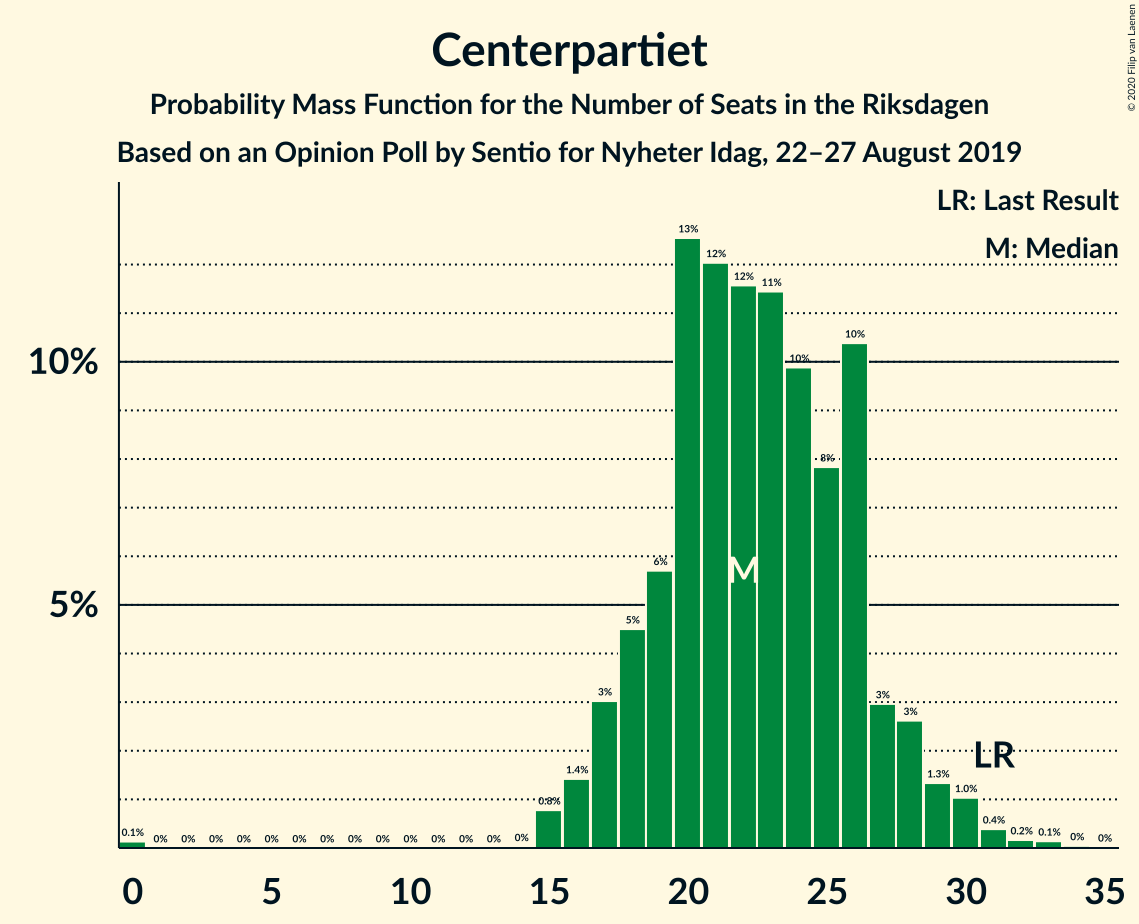 Centerpartiet
Probability Mass Function for the Number of Seats in the Riksdagen
Based on an Opinion Poll by Sentio for Nyheter Idag, 22–27 August 2019
© 2020 Filip van Laenen
LR: Last Result
M: Median
10%
5%
0.1% 0% 0% 0% 0% 0% 0% 0% 0% 0% 0% 0% 0% 0% 0% 0.8% 1.4% 3% 5% 6% 13% 12% 12% 11% 10% 8% 10% 3% 3% 1.3% 1.0% 0.4% 0.2% 0.1% 0% 0%
M
LR
0 5 10 15 20 25 30 35